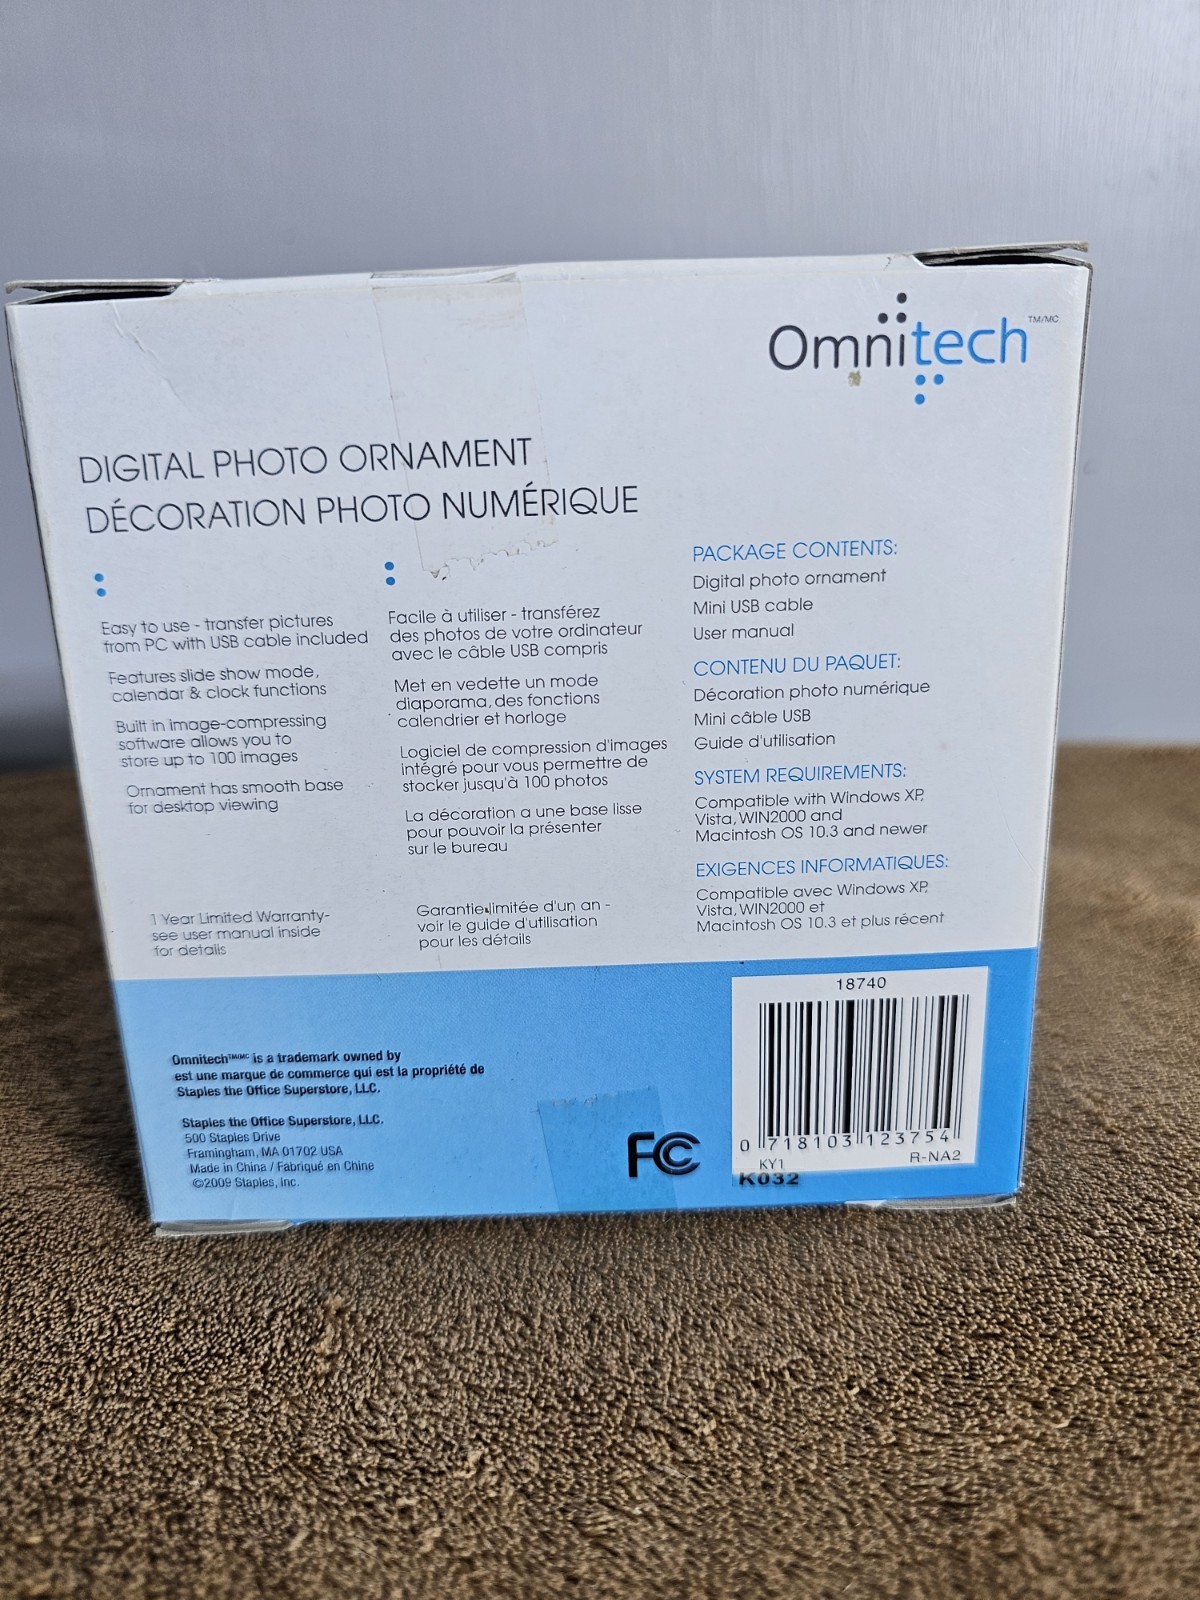 Omnitech TM/MC
DIGITAL PHOTO ORNAMENT
DÉCORATION PHOTO NUMÉRIQUE
Easy to use - transfer pictures
from PC with USB cable included
Features slide show mode,
calendar & clock functions
Built in image-compressing
software allows you to
store up to 100 images
Ornament has smooth base
for desktop viewing
1 Year Limited Warranty-
see user manual inside
for details
Facile à utiliser - transférez
des photos de votre ordinateur
avec le câble USB compris
Met en vedette un mode
diaporama, des fonctions
calendrier et horloge
Logiciel de compression d'images
intégré pour vous permettre de
stocker jusqu'à 100 photos
La décoration a une base lisse
pour pouvoir la présenter
sur le bureau
Garantie limitée d'un an -
voir le guide d'utilisation
pour les détails
PACKAGE CONTENTS:
Digital photo ornament
Mini USB cable
User manual
CONTENU DU PAQUET:
Décoration photo numérique
Mini câble USB
Guide d'utilisation
SYSTEM REQUIREMENTS:
Compatible with Windows XP,
Vista, WIN2000 and
Macintosh OS 10.3 and newer
EXIGENCES INFORMATIQUES:
Compatible avec Windows XP,
Vista, WIN2000 et
Macintosh OS 10.3 et plus récent
Omnitech TM/MC is a trademark owned by
est une marque de commerce qui est la propriété de
Staples the Office Superstore, LLC.
Staples the Office Superstore, LLC.
500 Staples Drive
Framingham, MA 01702 USA
Made in China / Fabriqué en Chine
©2009 Staples, Inc.
FC
18740
0 718103 123754
KY1 R-NA2
K032